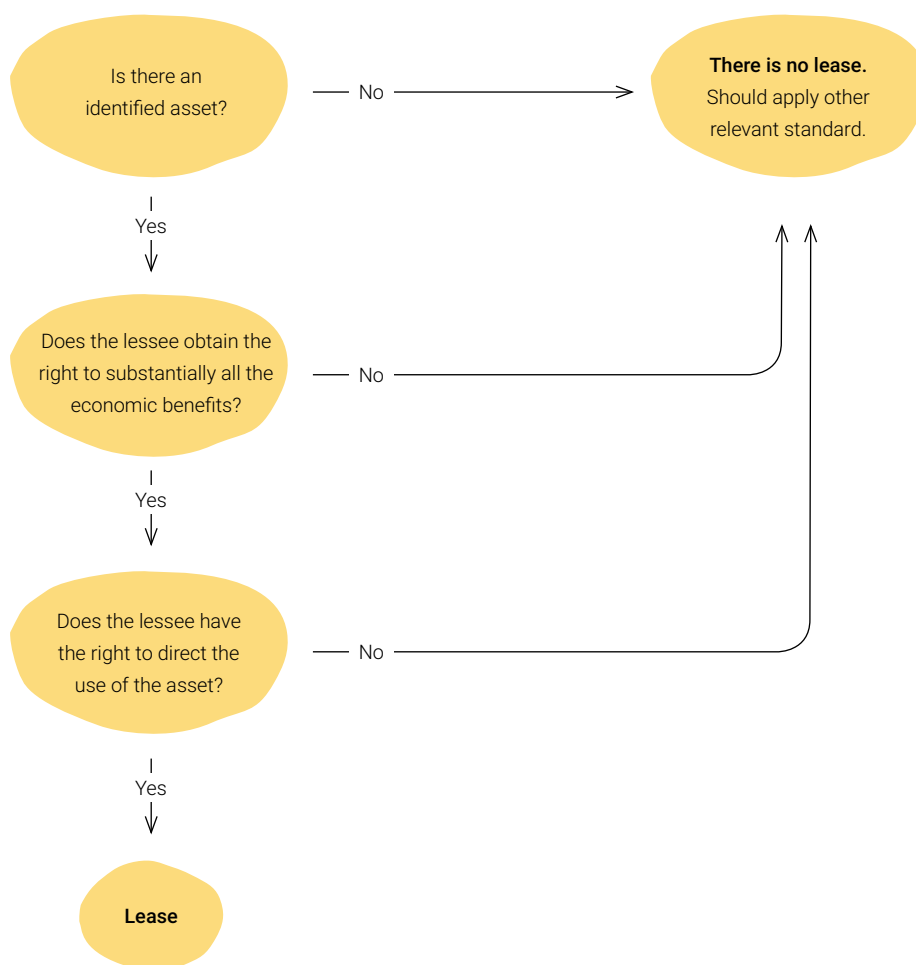 Is there an
identified asset?
No
There is no lease.
Should apply other
relevant standard.
Yes
Does the lessee obtain the
right to substantially all the
economic benefits?
No
Yes
Does the lessee have
the right to direct the
use of the asset?
No
Yes
Lease